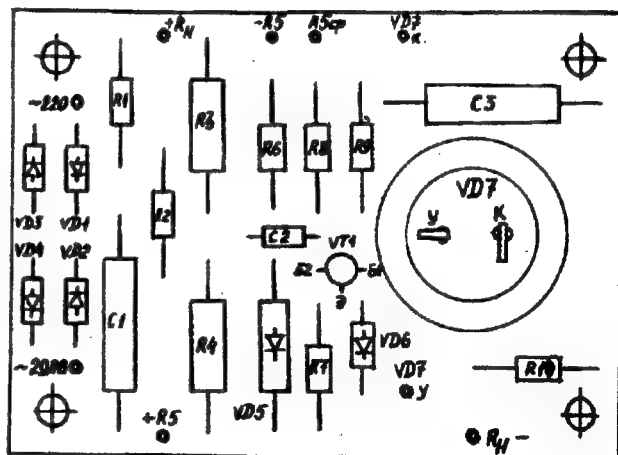 +Rн
-R5
R5ср
VD7
к
~220
R1
R3
R6
R8
R9
C3
VD3
VD1
R2
VD7
У
К
VD4
VD2
C2
VT1
Б2
Б1
Э
C1
R4
R7
VD6
VD5
VD7
У
R10
+R5
Rн -